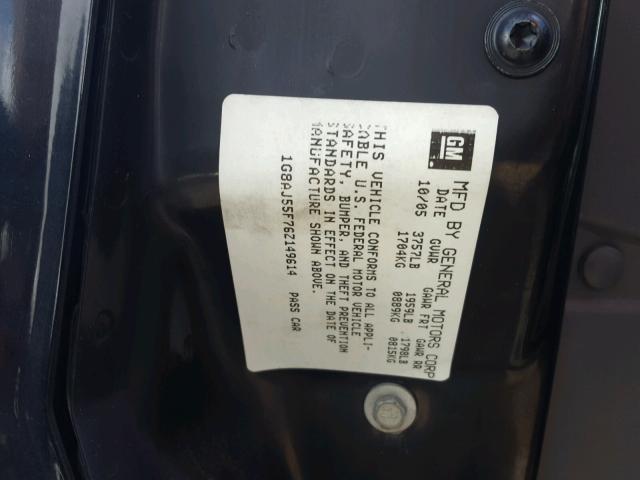 GM MFD BY GENERAL MOTORS CORP
DATE GVWR GAWR FRT GAWR RR
10/05 3757LB 1959LB 1798LB
1704KG 0889KG 0815KG
THIS VEHICLE CONFORMS TO ALL APPLI-
CABLE U.S. FEDERAL MOTOR VEHICLE
SAFETY, BUMPER, AND THEFT PREVENTION
STANDARDS IN EFFECT ON THE DATE OF
MANUFACTURE SHOWN ABOVE.
1G8AJ55F76Z149614 PASS CAR